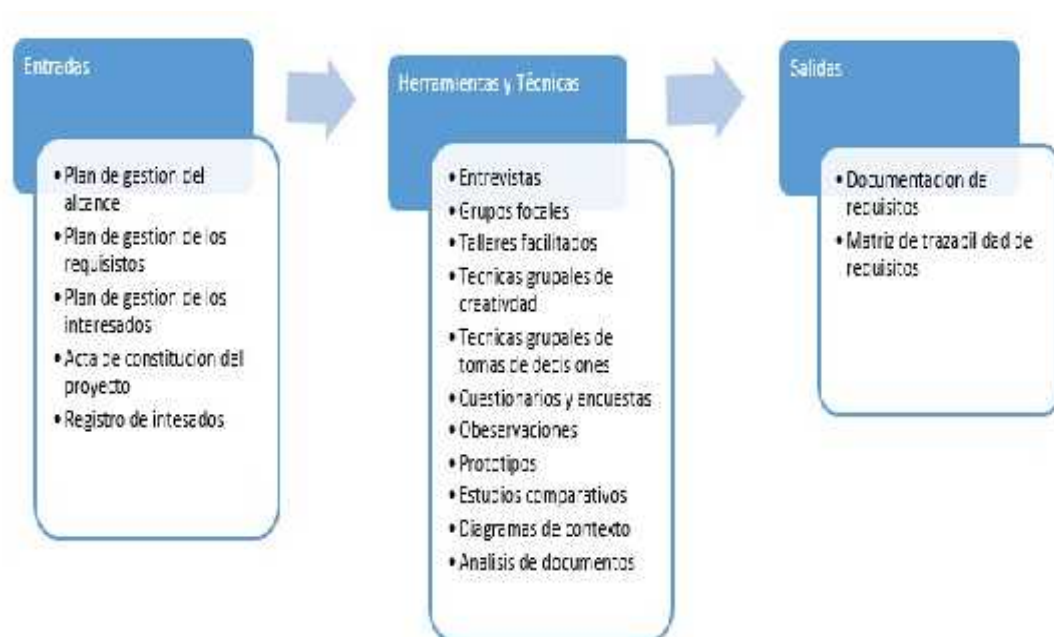 Entradas
• Plan de gestion del
alcance
• Plan de gestion de los
requisistos
• Plan de gestion de los
interesados
• Acta de constitucion del
proyecto
• Registro de intesados
Herramientas y Técnicas
• Entrevistas
• Grupos focales
• Talleres facilitados
• Tecnicas grupales de
creatividad
• Tecnicas grupales de
tomas de decisiones
• Cuestionarios y encuestas
• Obeservaciones
• Prototipos
• Estudios comparativos
• Diagramas de contexto
• Analisis de documentos
Salidas
• Documentacion de
requisitos
• Matriz de trazabilidad de
requisitos